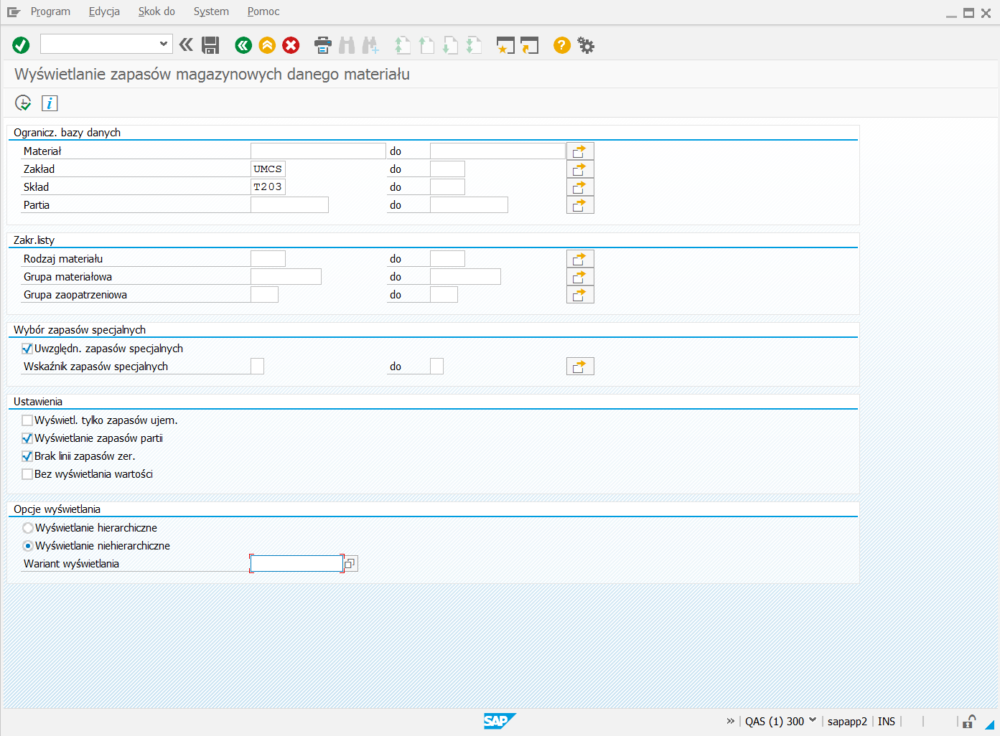 Program Edycja Skok do System Pomoc
Wyświetlanie zapasów magazynowych danego materiału
Ogranicz. bazy danych
Materiał do
Zakład UMCS do
Skład T203 do
Partia do
Zakr.listy
Rodzaj materiału do
Grupa materiałowa do
Grupa zaopatrzeniowa do
Wybór zapasów specjalnych
Uwzględn. zapasów specjalnych
Wskaźnik zapasów specjalnych do
Ustawienia
Wyświetl. tylko zapasów ujem.
Wyświetlanie zapasów partii
Brak linii zapasów zer.
Bez wyświetlania wartości
Opcje wyświetlania
Wyświetlanie hierarchiczne
Wyświetlanie niehierarchiczne
Wariant wyświetlania
SAP » QAS (1) 300 sapapp2 INS